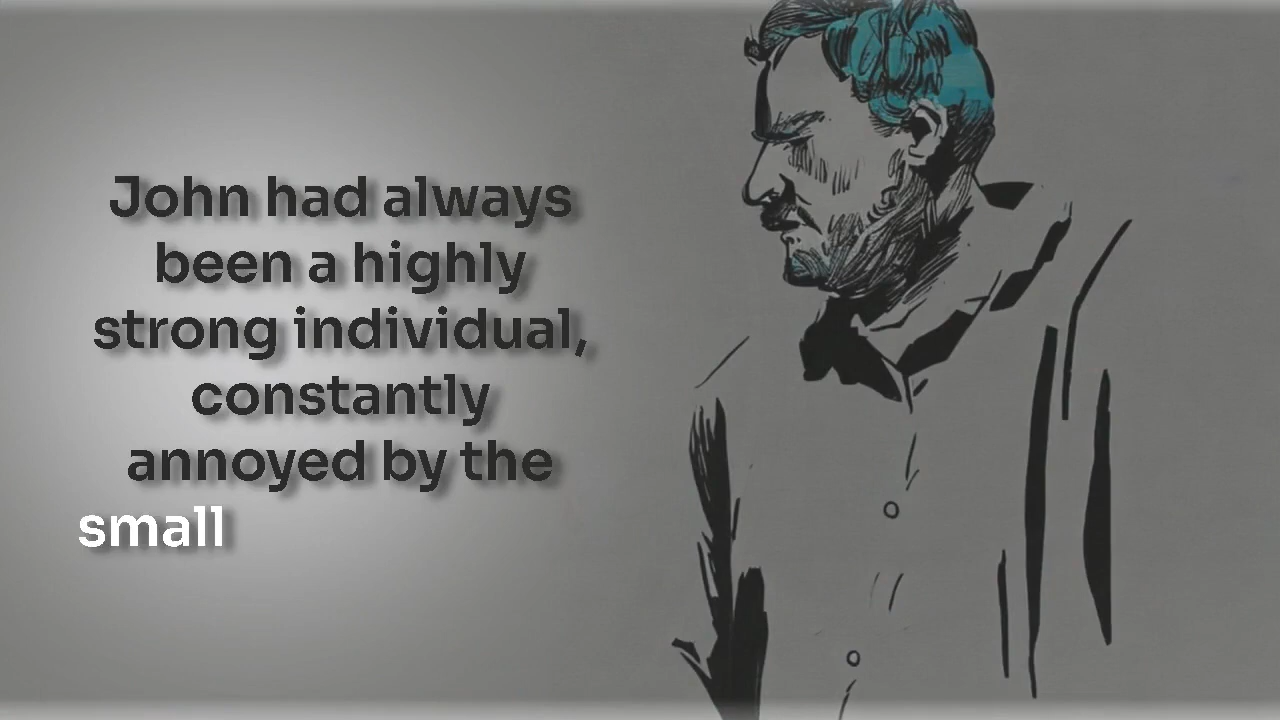 John had always
been a highly
strong individual,
constantly
annoyed by the
small